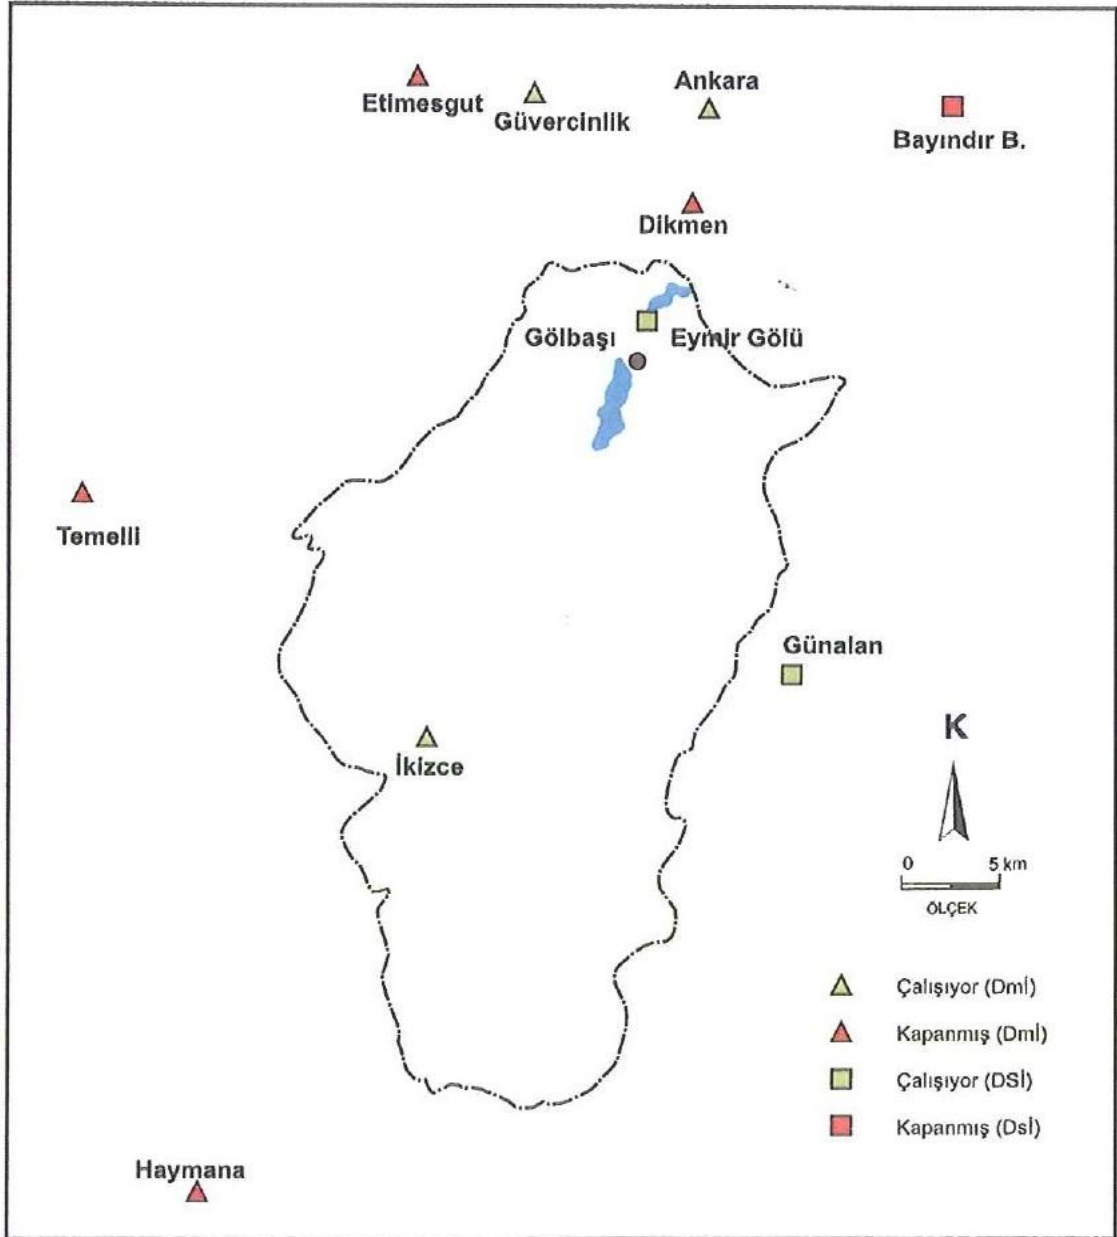 Etimesgut
Güvercinlik
Ankara
Bayındır B.
Dikmen
Gölbaşı
Eymir Gölü
Temelli
Günalan
İkizce
K
0 5 km
ÖLÇEK
Çalışıyor (Dmİ)
Kapanmış (Dmİ)
Çalışıyor (DSİ)
Kapanmış (Dsİ)
Haymana